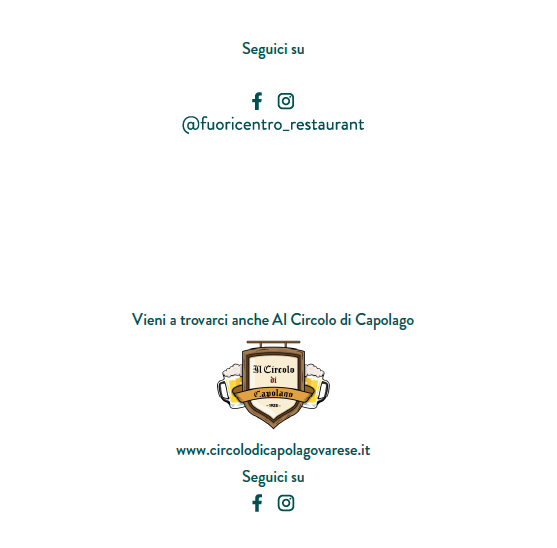 Seguici su
@fuoricentro_restaurant
Vieni a trovarci anche Al Circolo di Capolago
Il Circolo
di
Capolago
- 1928 -
www.circolodicapolagovarese.it
Seguici su